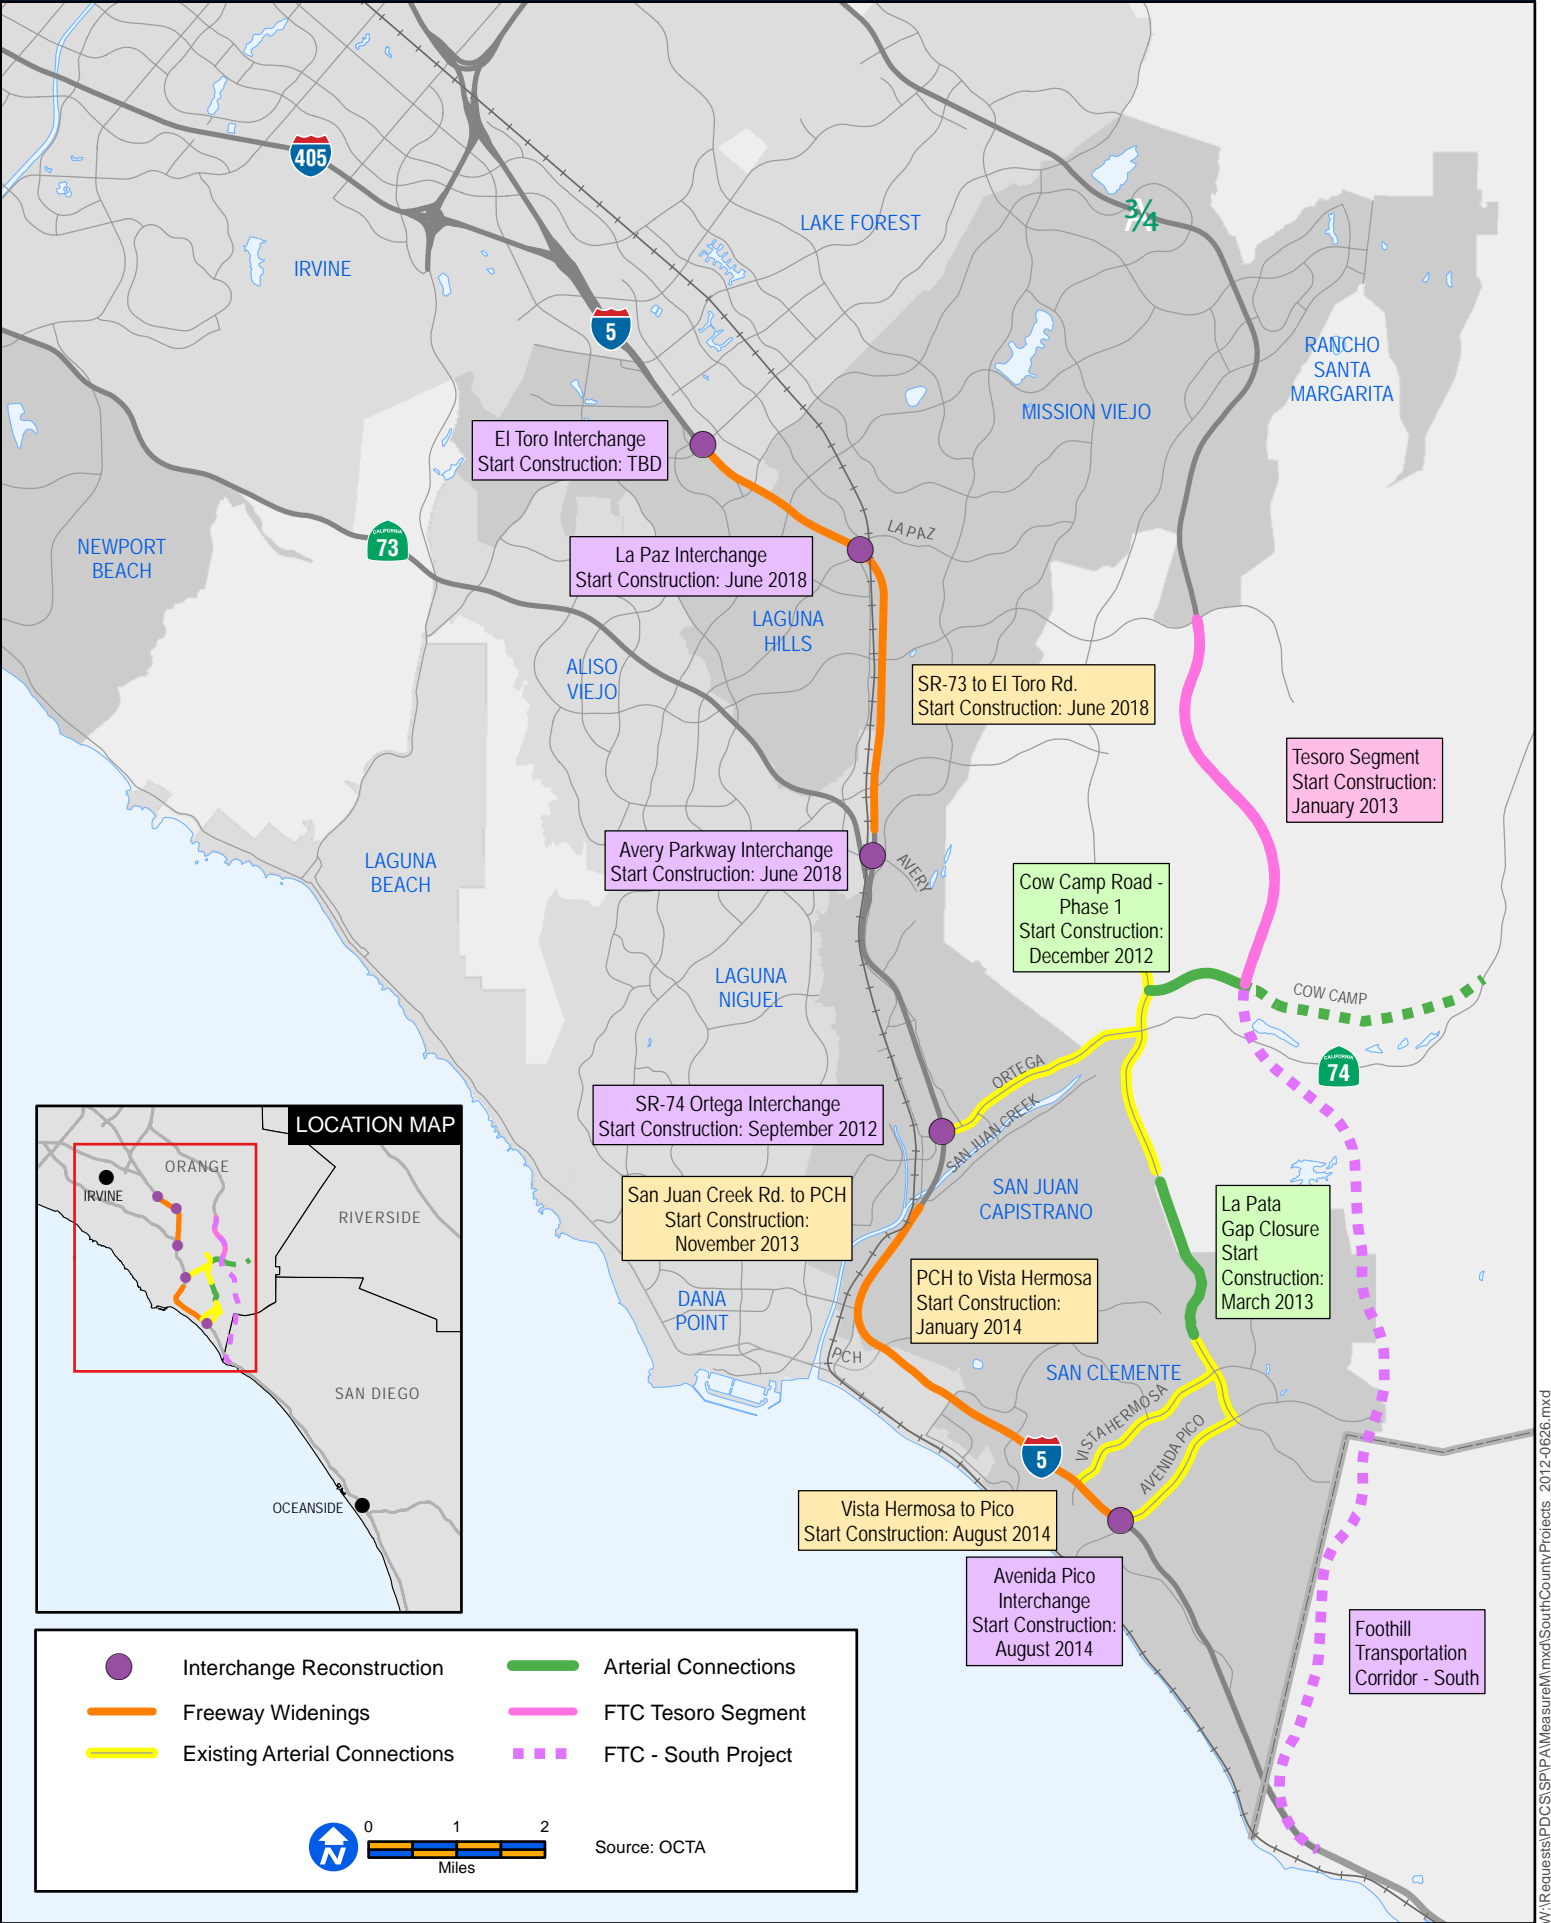 405
3/4
LAKE FOREST
IRVINE
5
RANCHO
SANTA
MARGARITA
MISSION VIEJO
El Toro Interchange
Start Construction: TBD
LA PAZ
CALIFORNIA
73
NEWPORT
BEACH
La Paz Interchange
Start Construction: June 2018
LAGUNA
HILLS
ALISO
VIEJO
SR-73 to El Toro Rd.
Start Construction: June 2018
Tesoro Segment
Start Construction:
January 2013
Avery Parkway Interchange
Start Construction: June 2018
AVERY
LAGUNA
BEACH
Cow Camp Road -
Phase 1
Start Construction:
December 2012
LAGUNA
NIGUEL
COW CAMP
ORTEGA
CALIFORNIA
74
SR-74 Ortega Interchange
Start Construction: September 2012
SAN JUAN CREEK
San Juan Creek Rd. to PCH
Start Construction:
November 2013
SAN JUAN
CAPISTRANO
La Pata
Gap Closure
Start
Construction:
March 2013
PCH to Vista Hermosa
Start Construction:
January 2014
DANA
POINT
PCH
SAN CLEMENTE
VISTA HERMOSA
AVENIDA PICO
5
Vista Hermosa to Pico
Start Construction: August 2014
Avenida Pico
Interchange
Start Construction:
August 2014
Foothill
Transportation
Corridor - South
LOCATION MAP
ORANGE
IRVINE
RIVERSIDE
SAN DIEGO
OCEANSIDE
Interchange Reconstruction
Freeway Widenings
Existing Arterial Connections
Arterial Connections
FTC Tesoro Segment
FTC - South Project
N
0 1 2
Miles
Source: OCTA
W:\Requests\PDCS\SP\PA\MeasureM\mxd\SouthCountyProjects_2012-0626.mxd